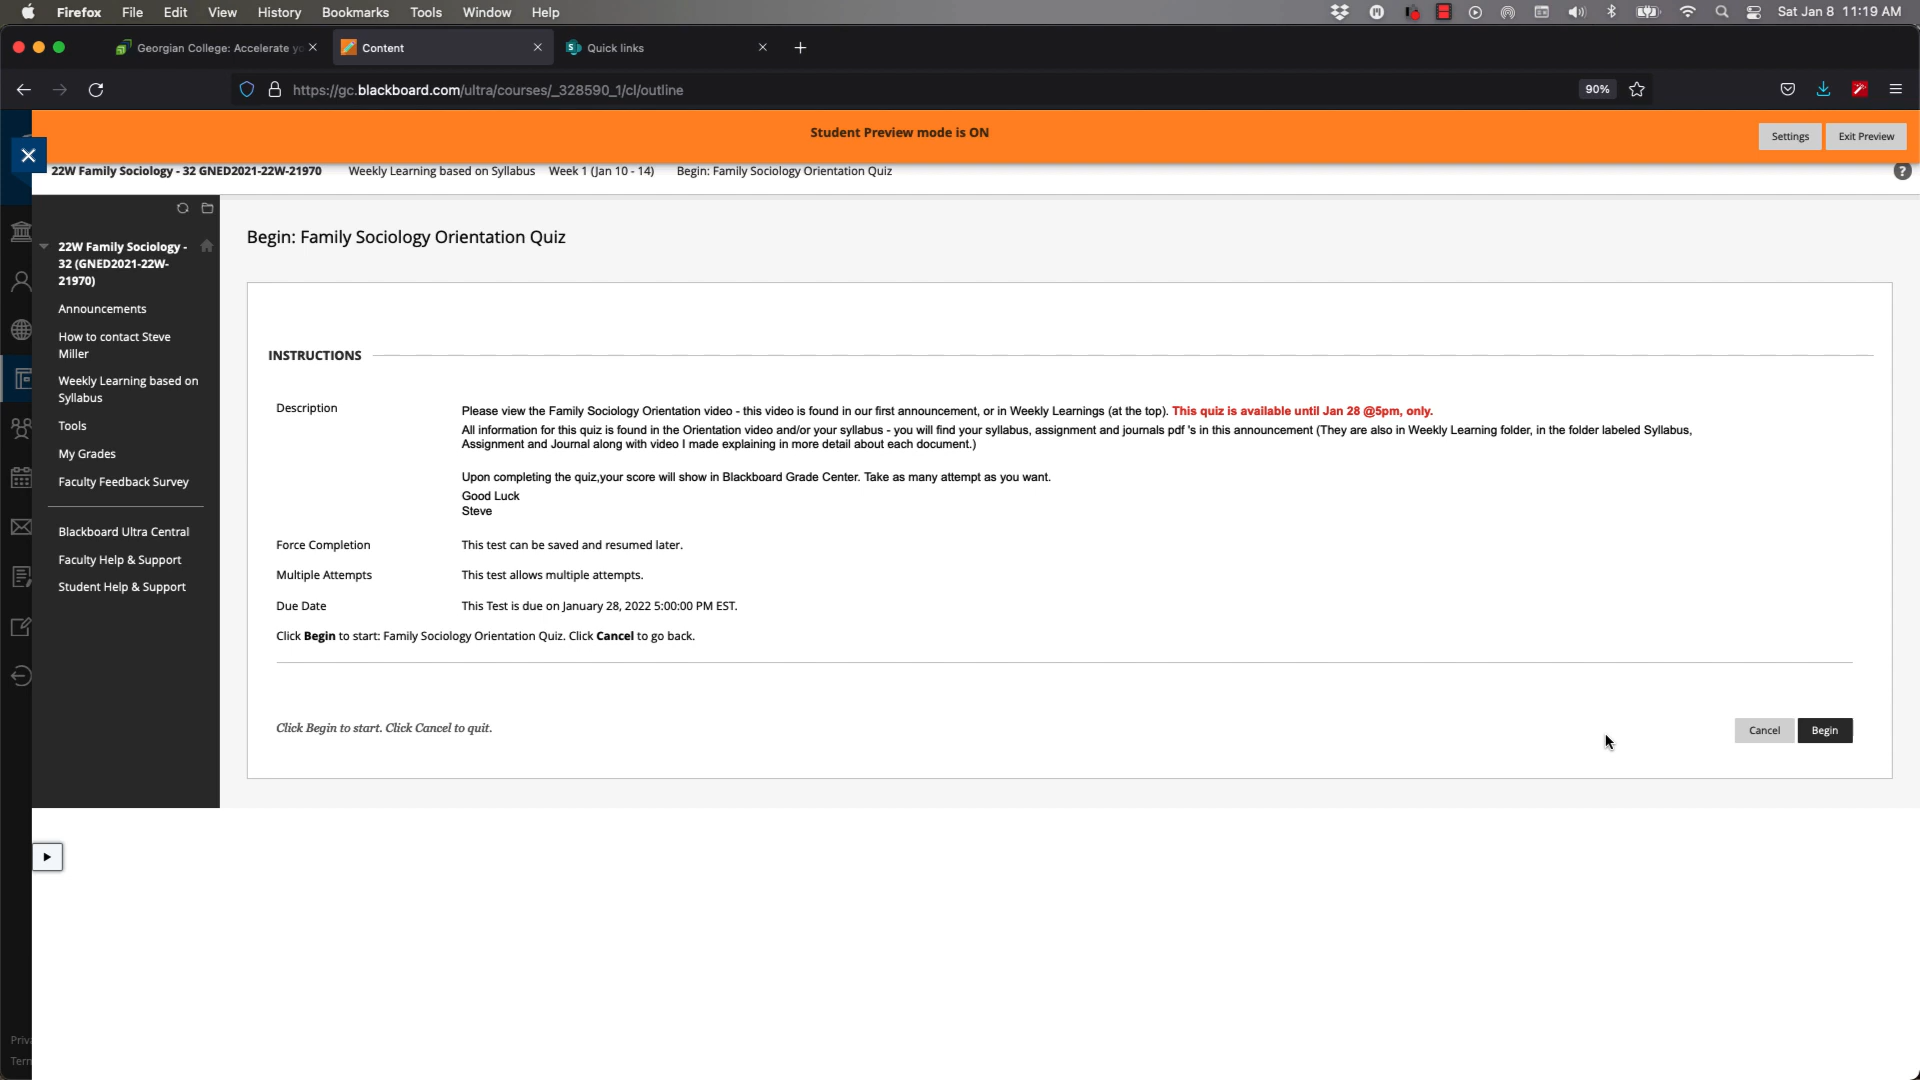 Firefox File Edit View History Bookmarks Tools Window Help
Sat Jan 8 11:19 AM
Georgian College: Accelerate yo
Content
Quick links
https://gc.blackboard.com/ultra/courses/_328590_1/cl/outline
90%
Student Preview mode is ON
Settings
Exit Preview
22W Family Sociology - 32 GNED2021-22W-21970
Weekly Learning based on Syllabus
Week 1 (Jan 10 - 14)
Begin: Family Sociology Orientation Quiz
?
22W Family Sociology -
32 (GNED2021-22W-
21970)
Announcements
How to contact Steve
Miller
Weekly Learning based on
Syllabus
Tools
My Grades
Faculty Feedback Survey
Blackboard Ultra Central
Faculty Help & Support
Student Help & Support
Begin: Family Sociology Orientation Quiz
INSTRUCTIONS
Description
Please view the Family Sociology Orientation video - this video is found in our first announcement, or in Weekly Learnings (at the top). This quiz is available until Jan 28 @5pm, only.
All information for this quiz is found in the Orientation video and/or your syllabus - you will find your syllabus, assignment and journals pdf 's in this announcement (They are also in Weekly Learning folder, in the folder labeled Syllabus,
Assignment and Journal along with video I made explaining in more detail about each document.)
Upon completing the quiz,your score will show in Blackboard Grade Center. Take as many attempt as you want.
Good Luck
Steve
Force Completion
This test can be saved and resumed later.
Multiple Attempts
This test allows multiple attempts.
Due Date
This Test is due on January 28, 2022 5:00:00 PM EST.
Click Begin to start: Family Sociology Orientation Quiz. Click Cancel to go back.
Click Begin to start. Click Cancel to quit.
Cancel
Begin
Priva
Term